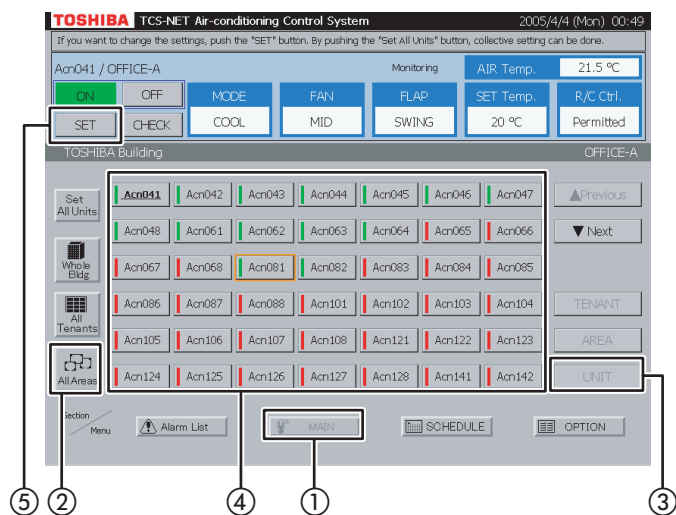 TOSHIBA TCS-NET Air-conditioning Control System 2005/4/4 (Mon) 00:49
If you want to change the settings, push the "SET" button. By pushing the "Set All Units" button, collective setting can be done.
Acn041 / OFFICE-A Monitoring AIR Temp. 21.5 °C
ON OFF MODE FAN FLAP SET Temp. R/C Ctrl.
SET CHECK COOL MID SWING 20 °C Permitted
TOSHIBA Building OFFICE-A
Set All Units Acn041 Acn042 Acn043 Acn044 Acn045 Acn046 Acn047 ▲Previous
Acn048 Acn061 Acn062 Acn063 Acn064 Acn065 Acn066 ▼ Next
Whole Bldg. Acn067 Acn068 Acn081 Acn082 Acn083 Acn084 Acn085
All Tenants Acn086 Acn087 Acn088 Acn101 Acn102 Acn103 Acn104 TENANT
Acn105 Acn106 Acn107 Acn108 Acn121 Acn122 Acn123 AREA
All Areas Acn124 Acn125 Acn126 Acn127 Acn128 Acn141 Acn142 UNIT
Section / Menu Alarm List MAIN SCHEDULE OPTION
⑤ ② ④ ① ③